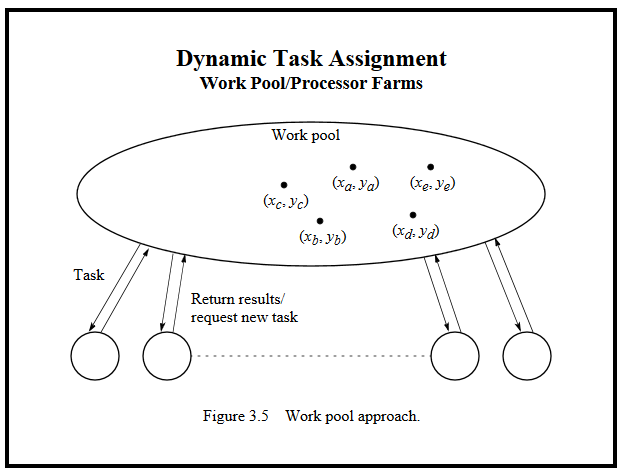 Dynamic Task Assignment
Work Pool/Processor Farms
Work pool
(xa, ya)
(xe, ye)
(xc, yc)
(xb, yb)
(xd, yd)
Task
Return results/
request new task
Figure 3.5 Work pool approach.